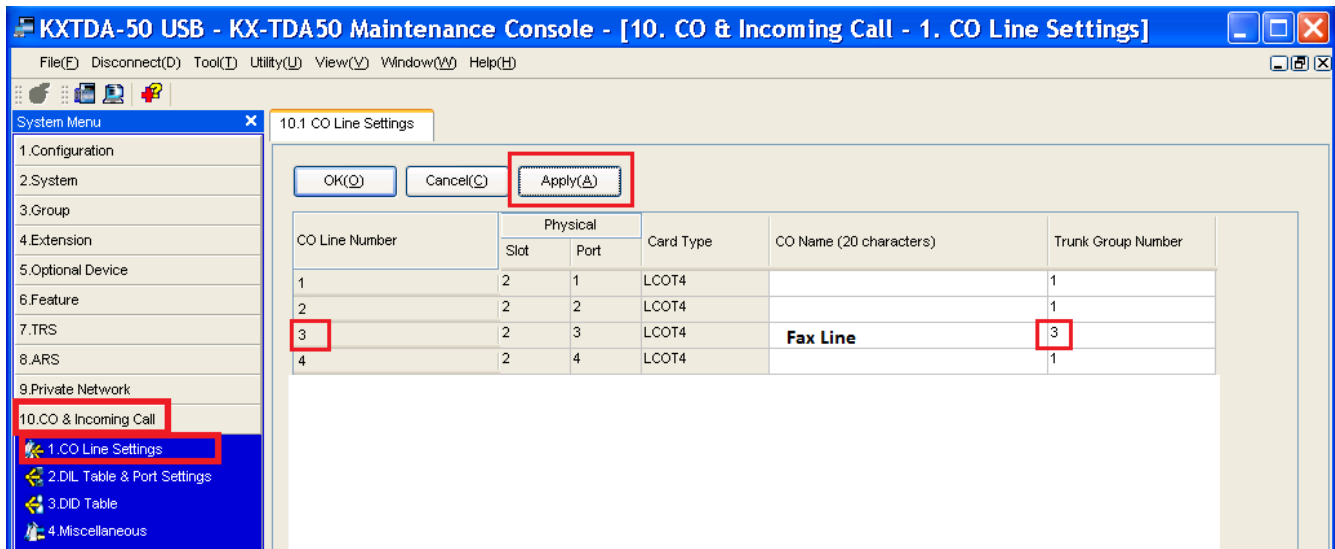 KXTDA-50 USB - KX-TDA50 Maintenance Console - [10. CO & Incoming Call - 1. CO Line Settings]
File(F) Disconnect(D) Tool(T) Utility(U) View(V) Window(W) Help(H)
System Menu
10.1 CO Line Settings
1.Configuration
2.System
3.Group
4.Extension
5.Optional Device
6.Feature
7.TRS
8.ARS
9.Private Network
10.CO & Incoming Call
1.CO Line Settings
2.DIL Table & Port Settings
3.DID Table
4.Miscellaneous
OK(O) Cancel(C) Apply(A)
CO Line Number Physical Card Type CO Name (20 characters) Trunk Group Number
Slot Port
1 2 1 LCOT4 1
2 2 2 LCOT4 1
3 2 3 LCOT4 Fax Line 3
4 2 4 LCOT4 1